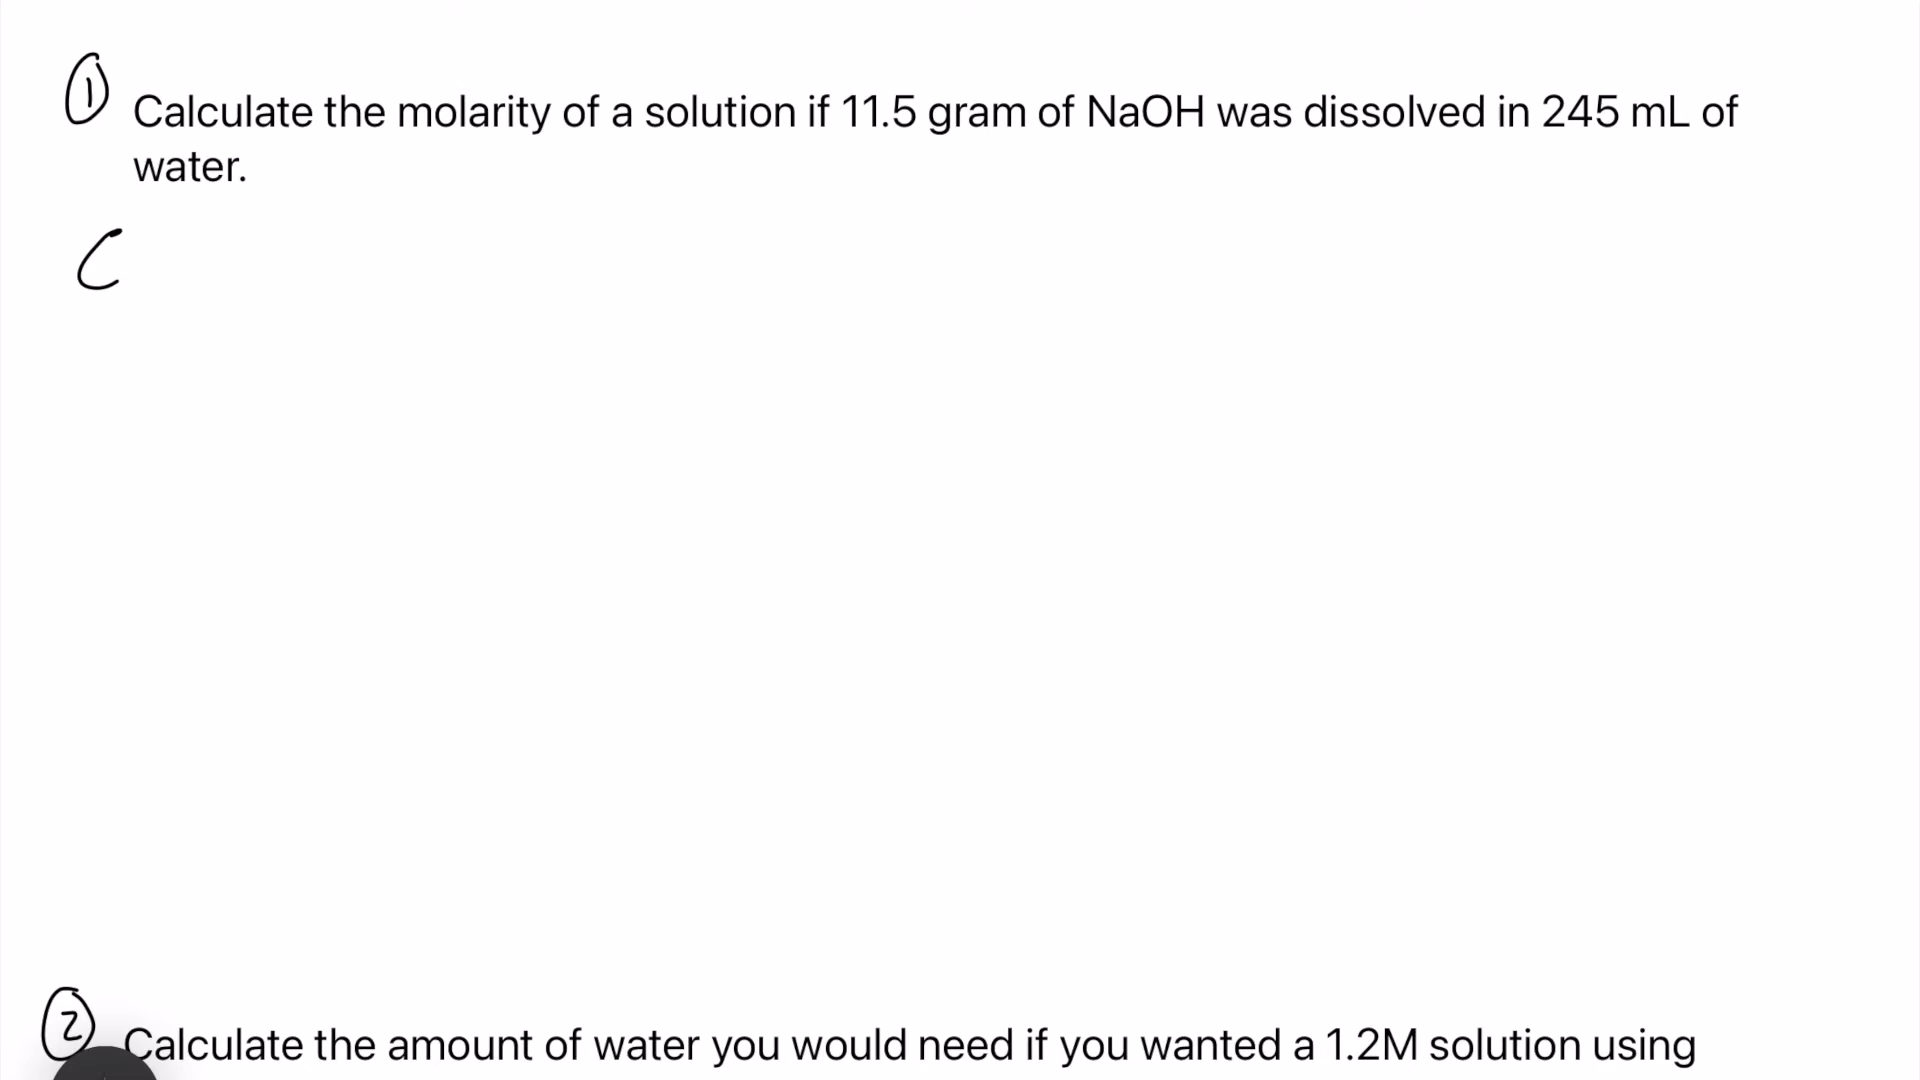 ① Calculate the molarity of a solution if 11.5 gram of NaOH was dissolved in 245 mL of
water.
C
② Calculate the amount of water you would need if you wanted a 1.2M solution using